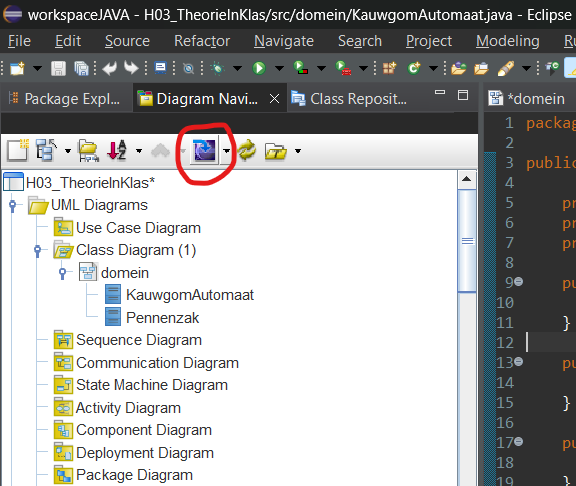 workspaceJAVA - H03_TheorieInKlas/src/domein/KauwgomAutomaat.java - Eclipse
File Edit Source Refactor Navigate Search Project Modeling Ru
Package Expl... Diagram Navi... Class Reposit... *domein
H03_TheorieInKlas*
UML Diagrams
Use Case Diagram
Class Diagram (1)
domein
KauwgomAutomaat
Pennenzak
Sequence Diagram
Communication Diagram
State Machine Diagram
Activity Diagram
Component Diagram
Deployment Diagram
Package Diagram
1 packag
2
3 public
4
5 pr
6 pr
7 pr
8
9 pu
10
11 }
12
13 pu
14
15 }
16
17 pu
18
19 }